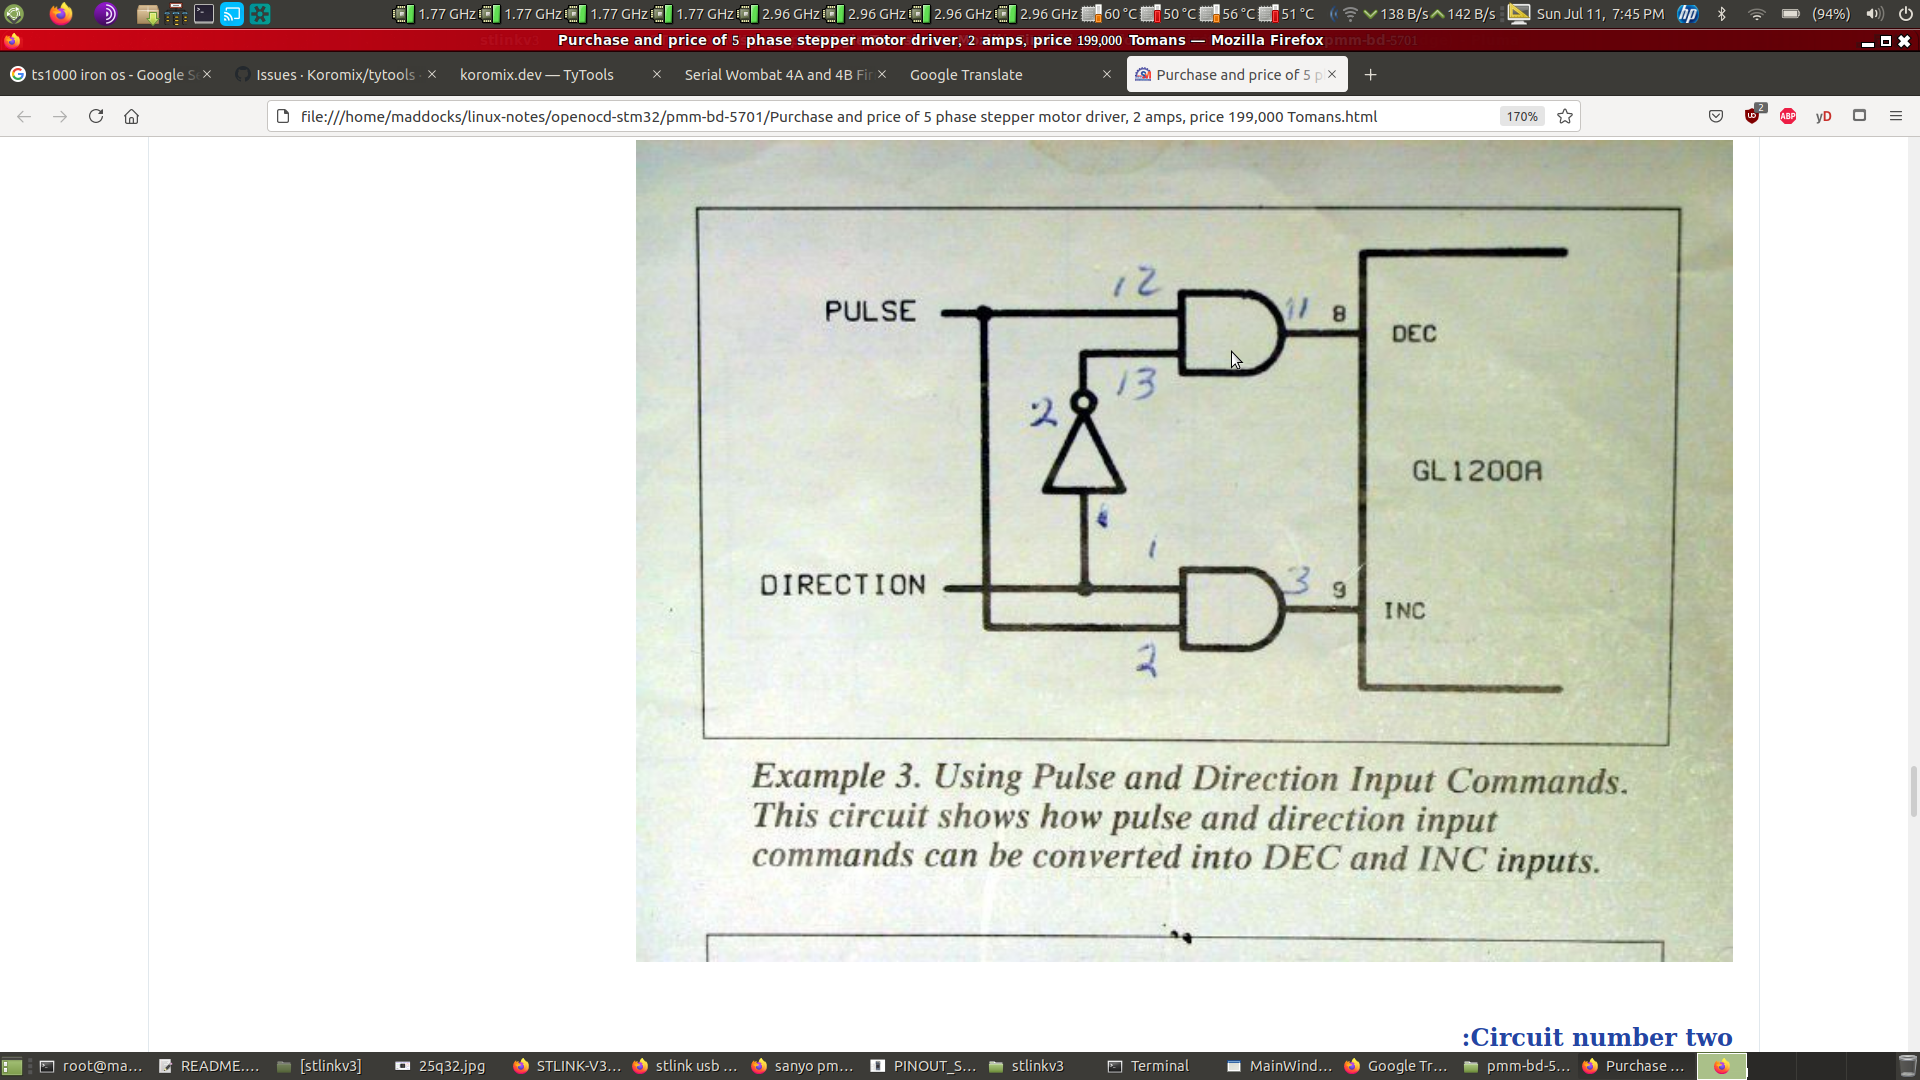 1.77 GHz 1.77 GHz 1.77 GHz 1.77 GHz 2.96 GHz 2.96 GHz 2.96 GHz 2.96 GHz 60 °C 50 °C 56 °C 51 °C 138 B/s 142 B/s Sun Jul 11, 7:45 PM hp (94%)
Purchase and price of 5 phase stepper motor driver, 2 amps, price 199,000 Tomans — Mozilla Firefox
ts1000 iron os - Google S Issues · Koromix/tytools koromix.dev — TyTools Serial Wombat 4A and 4B Fir Google Translate Purchase and price of 5 p
file:///home/maddocks/linux-notes/openocd-stm32/pmm-bd-5701/Purchase and price of 5 phase stepper motor driver, 2 amps, price 199,000 Tomans.html 170% 2 ABP yD
12
PULSE 11 8 DEC
13
2
GL1200A
1
DIRECTION 3 9 INC
2
Example 3. Using Pulse and Direction Input Commands.
This circuit shows how pulse and direction input
commands can be converted into DEC and INC inputs.
:Circuit number two
root@ma... README.... [stlinkv3] 25q32.jpg STLINK-V3... stlink usb ... sanyo pm... PINOUT_S... stlinkv3 Terminal MainWind... Google Tr... pmm-bd-5... Purchase ...